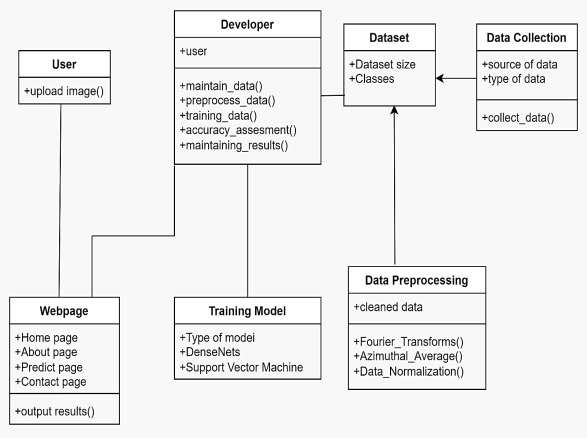 Developer
+user
+maintain_data()
+preprocess_data()
+training_data()
+accuracy_assesment()
+maintaining_results()
Dataset
+Dataset size
+Classes
Data Collection
+source of data
+type of data
+collect_data()
User
+upload image()
Webpage
+Home page
+About page
+Predict page
+Contact page
+output results()
Training Model
+Type of modei
+DenseNets
+Support Vector Machine
Data Preprocessing
+cleaned data
+Fourier_Transforms()
+Azimuthal_Average()
+Data_Normalization()